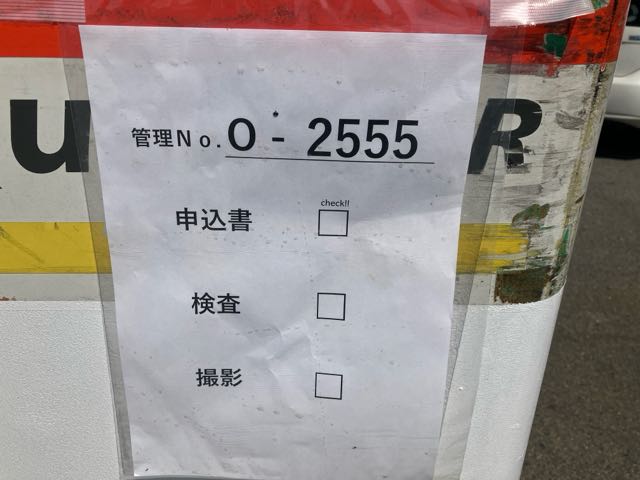 管理No. O - 2555
check!!
申込書 □
検査 □
撮影 □
u
R